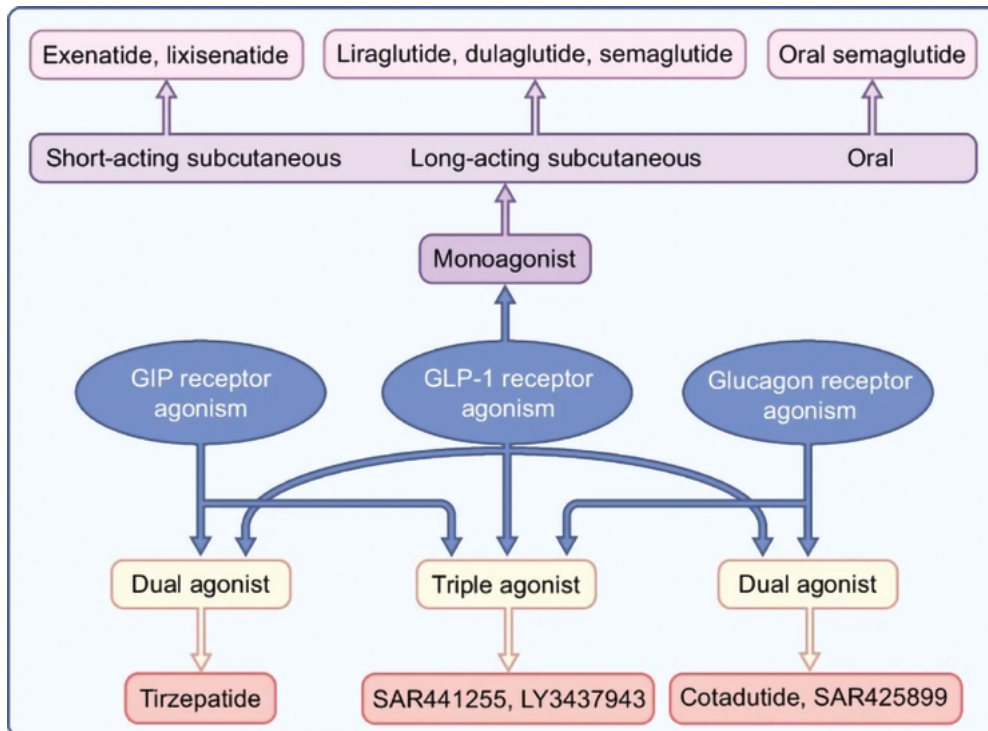 Exenatide, lixisenatide
Liraglutide, dulaglutide, semaglutide
Oral semaglutide
Short-acting subcutaneous
Long-acting subcutaneous
Oral
Monoagonist
GIP receptor
agonism
GLP-1 receptor
agonism
Glucagon receptor
agonism
Dual agonist
Triple agonist
Dual agonist
Tirzepatide
SAR441255, LY3437943
Cotadutide, SAR425899